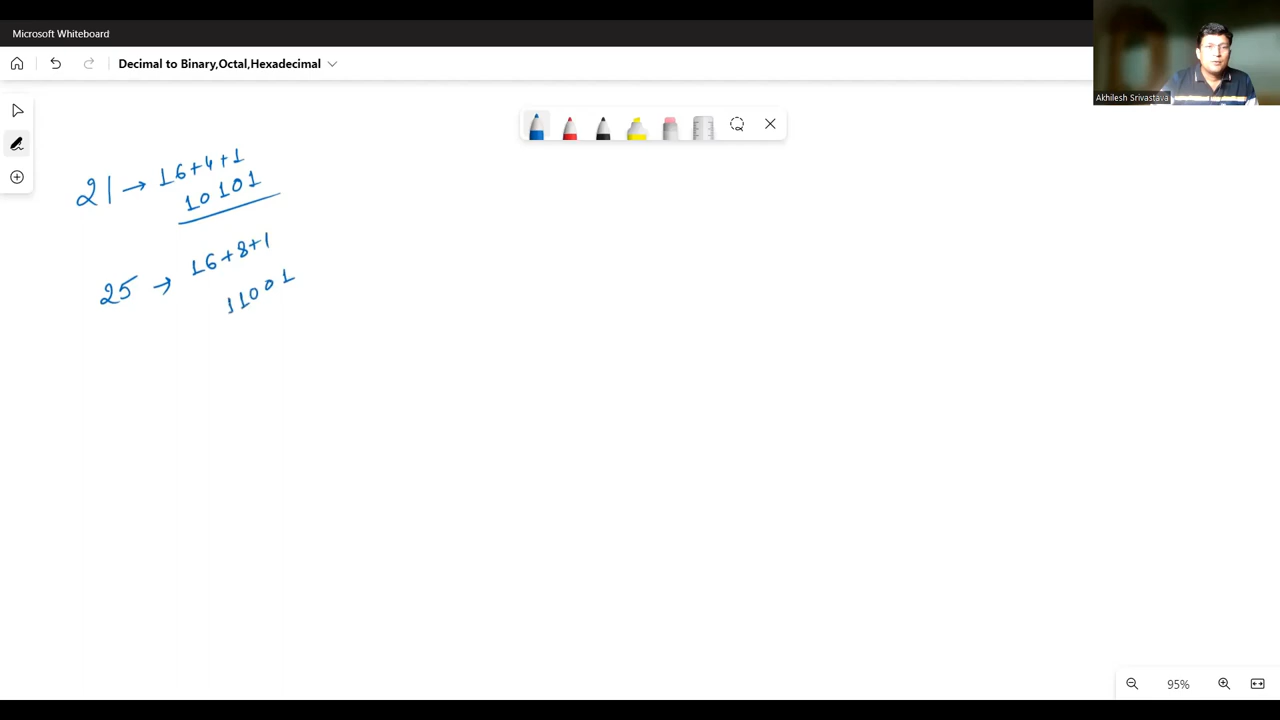 Microsoft Whiteboard
Decimal to Binary,Octal,Hexadecimal
Akhilesh Srivastava
16+4+1
21 → 10101
16+8+1
25 → 11001
95%